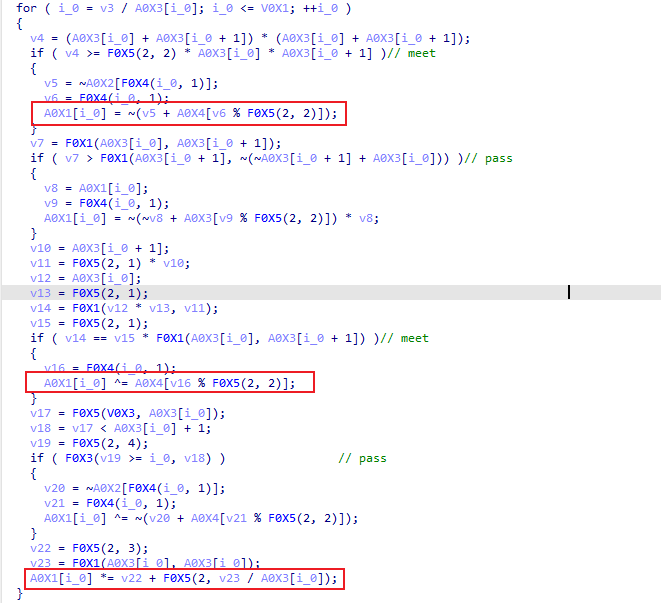 for ( i_0 = v3 / A0X3[i_0]; i_0 <= V0X1; ++i_0 )
{
v4 = (A0X3[i_0] + A0X3[i_0 + 1]) * (A0X3[i_0] + A0X3[i_0 + 1]);
if ( v4 >= F0X5(2, 2) * A0X3[i_0] * A0X3[i_0 + 1] )// meet
{
v5 = ~A0X2[F0X4(i_0, 1)];
v6 = F0X4(i_0, 1);
A0X1[i_0] = ~(v5 + A0X4[v6 % F0X5(2, 2)]);
}
v7 = F0X1(A0X3[i_0], A0X3[i_0 + 1]);
if ( v7 > F0X1(A0X3[i_0 + 1], ~(~A0X3[i_0 + 1] + A0X3[i_0])) )// pass
{
v8 = A0X1[i_0];
v9 = F0X4(i_0, 1);
A0X1[i_0] = ~(~v8 + A0X3[v9 % F0X5(2, 2)]) * v8;
}
v10 = A0X3[i_0 + 1];
v11 = F0X5(2, 1) * v10;
v12 = A0X3[i_0];
v13 = F0X5(2, 1);
v14 = F0X1(v12 * v13, v11);
v15 = F0X5(2, 1);
if ( v14 == v15 * F0X1(A0X3[i_0], A0X3[i_0 + 1]) )// meet
{
v16 = F0X4(i_0, 1);
A0X1[i_0] ^= A0X4[v16 % F0X5(2, 2)];
}
v17 = F0X5(V0X3, A0X3[i_0]);
v18 = v17 < A0X3[i_0] + 1;
v19 = F0X5(2, 4);
if ( F0X3(v19 >= i_0, v18) ) // pass
{
v20 = ~A0X2[F0X4(i_0, 1)];
v21 = F0X4(i_0, 1);
A0X1[i_0] ^= ~(v20 + A0X4[v21 % F0X5(2, 2)]);
}
v22 = F0X5(2, 3);
v23 = F0X1(A0X3[i_0], A0X3[i_0]);
A0X1[i_0] *= v22 + F0X5(2, v23 / A0X3[i_0]);
}